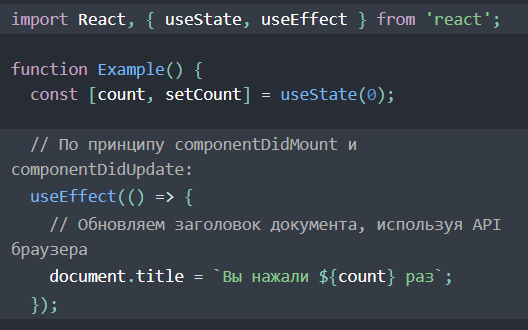 import React, { useState, useEffect } from 'react';
function Example() {
const [count, setCount] = useState(0);
// По принципу componentDidMount и
componentDidUpdate:
useEffect(() => {
// Обновляем заголовок документа, используя API
браузера
document.title = `Вы нажали ${count} раз`;
});